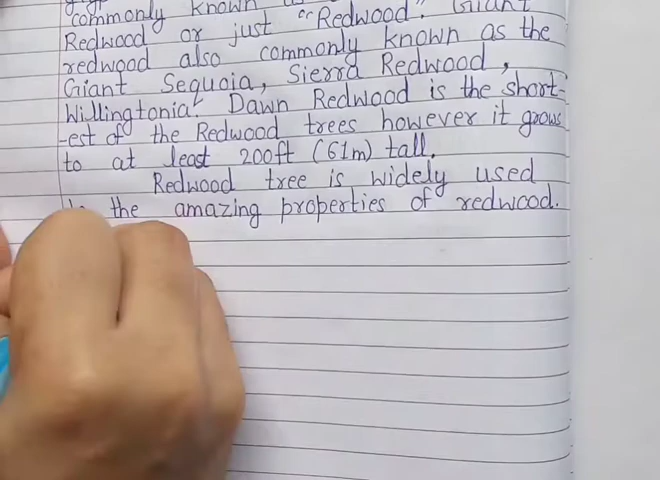 commonly known
Redwood or just "Redwood". Giant
redwood also commonly known as the
Giant Sequoia, Sierra Redwood,
Willingtonia. Dawn Redwood is the short-
-est of the Redwood trees however it grows
to at least 200ft (61m) tall.
Redwood tree is widely used
the amazing properties of redwood.